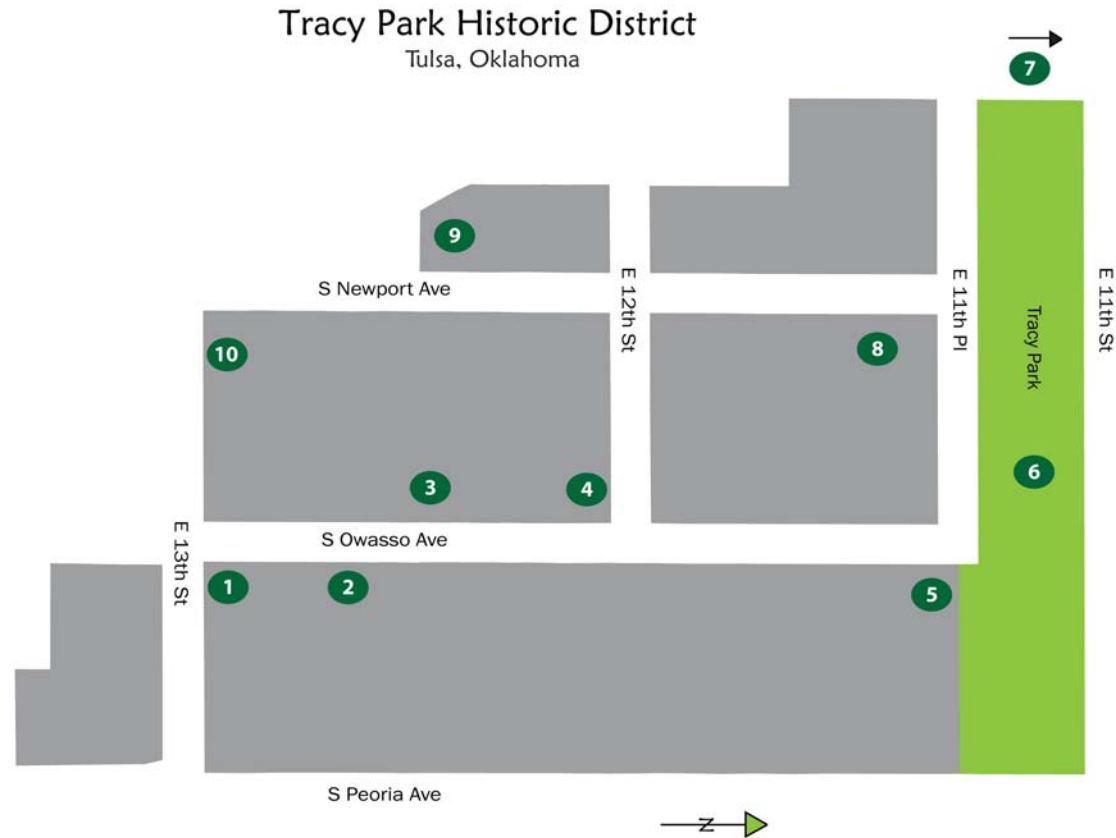 Tracy Park Historic District
Tulsa, Oklahoma
7
9
S Newport Ave
E 12th St
E 11th Pl
Tracy Park
E 11th St
10
8
3
4
6
E 13th St
S Owasso Ave
1
2
5
S Peoria Ave
N